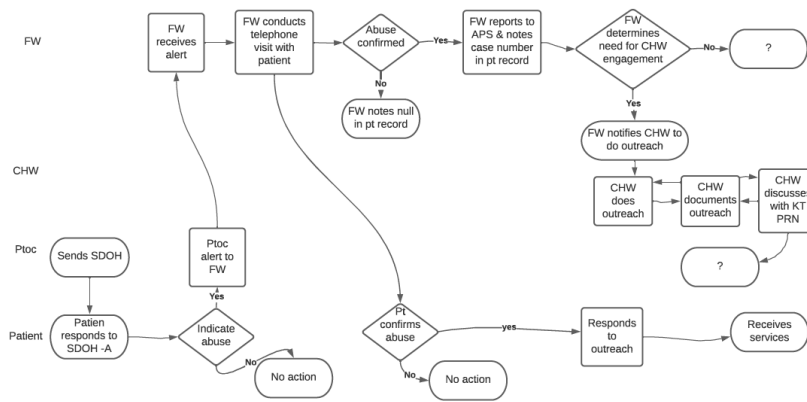 FW
FW
receives
alert
FW conducts
telephone
visit with
patient
Abuse
confirmed
Yes
FW reports to
APS & notes
case number
in pt record
FW
determines
need for CHW
engagement
No
?
No
FW notes null
in pt record
Yes
FW notifies CHW to
do outreach
CHW
CHW
does
outreach
CHW
documents
outreach
CHW
discusses
with KT
PRN
?
Ptoc
Sends SDOH
Ptoc
alert to
FW
Yes
Patient
Patien
responds to
SDOH -A
Indicate
abuse
No
No action
Pt
confirms
abuse
yes
No
No action
Responds
to
outreach
Receives
services